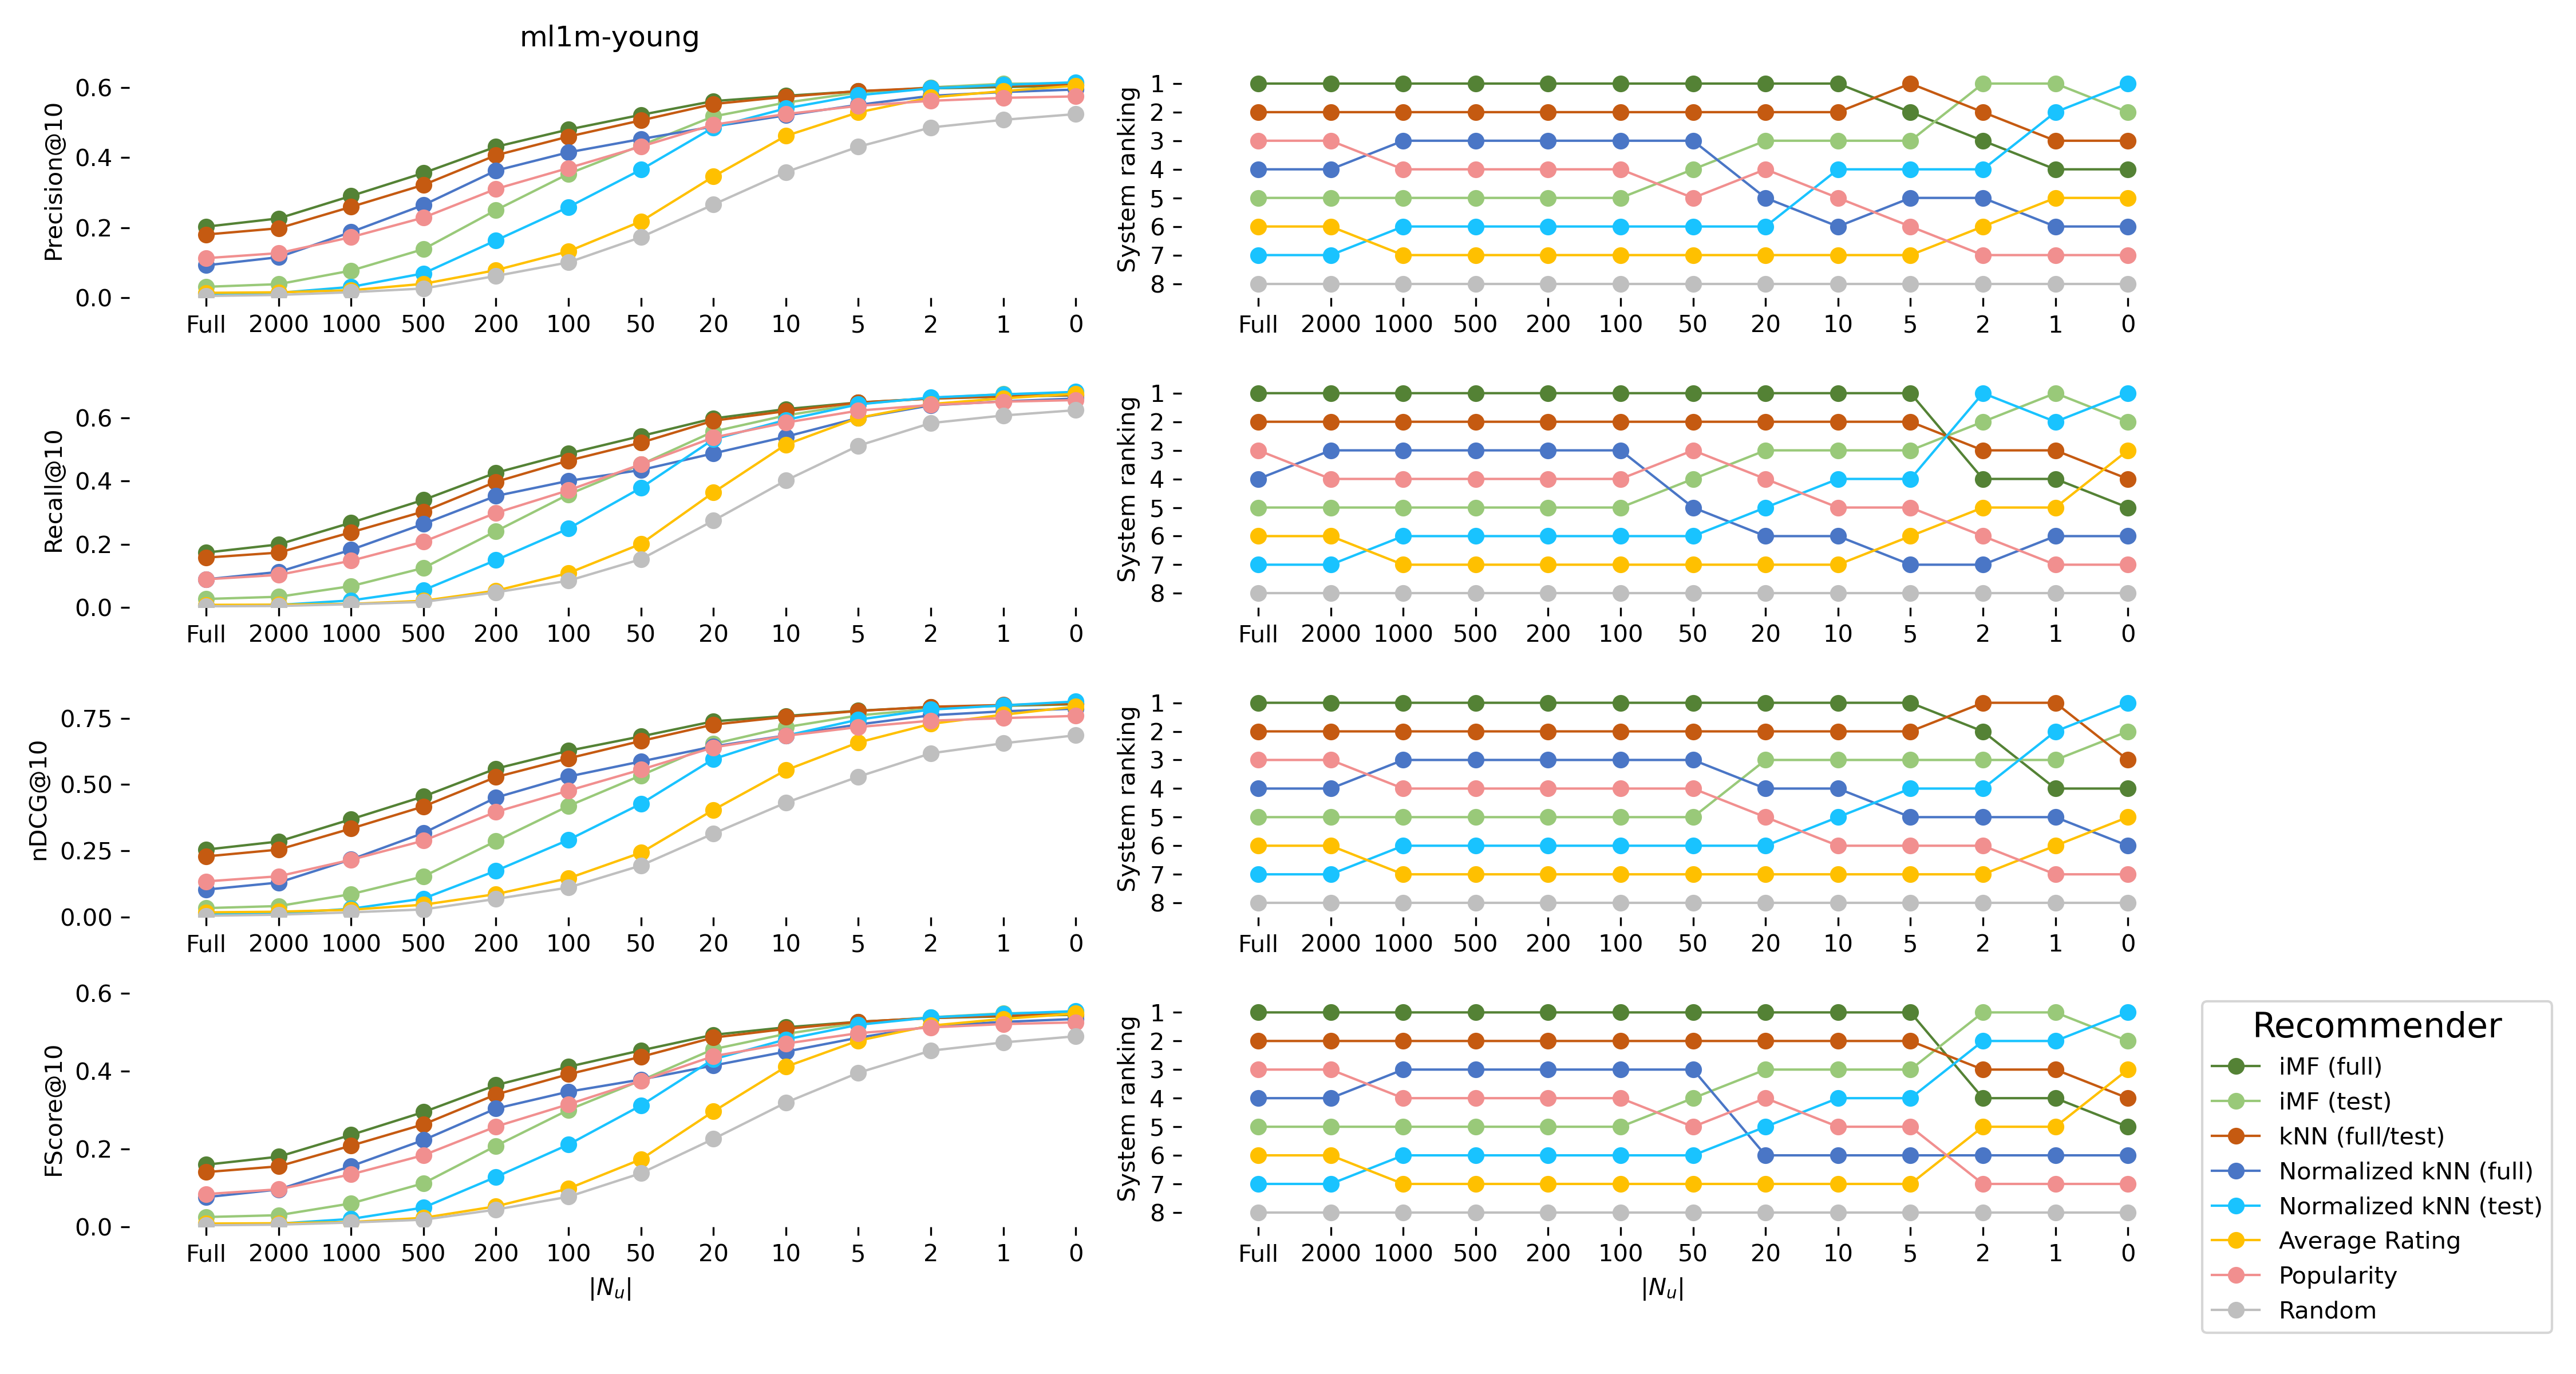 ml1m-young
Precision@10
0.6
0.4
0.2
0.0
Full 2000 1000 500 200 100 50 20 10 5 2 1 0
System ranking
1
2
3
4
5
6
7
8
Full 2000 1000 500 200 100 50 20 10 5 2 1 0
Recall@10
0.6
0.4
0.2
0.0
Full 2000 1000 500 200 100 50 20 10 5 2 1 0
System ranking
1
2
3
4
5
6
7
8
Full 2000 1000 500 200 100 50 20 10 5 2 1 0
nDCG@10
0.75
0.50
0.25
0.00
Full 2000 1000 500 200 100 50 20 10 5 2 1 0
System ranking
1
2
3
4
5
6
7
8
Full 2000 1000 500 200 100 50 20 10 5 2 1 0
FScore@10
0.6
0.4
0.2
0.0
Full 2000 1000 500 200 100 50 20 10 5 2 1 0
|N_u|
System ranking
1
2
3
4
5
6
7
8
Full 2000 1000 500 200 100 50 20 10 5 2 1 0
|N_u|
Recommender
iMF (full)
iMF (test)
kNN (full/test)
Normalized kNN (full)
Normalized kNN (test)
Average Rating
Popularity
Random